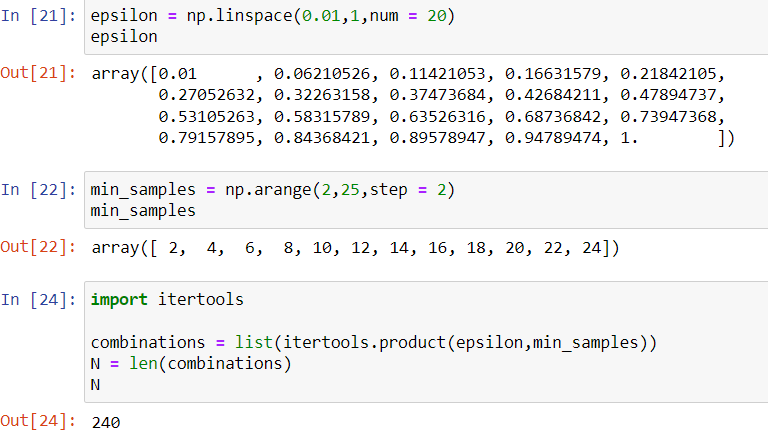 In [21]: epsilon = np.linspace(0.01,1,num = 20)
epsilon
Out[21]: array([0.01      , 0.06210526, 0.11421053, 0.16631579, 0.21842105,
0.27052632, 0.32263158, 0.37473684, 0.42684211, 0.47894737,
0.53105263, 0.58315789, 0.63526316, 0.68736842, 0.73947368,
0.79157895, 0.84368421, 0.89578947, 0.94789474, 1.        ])
In [22]: min_samples = np.arange(2,25,step = 2)
min_samples
Out[22]: array([ 2,  4,  6,  8, 10, 12, 14, 16, 18, 20, 22, 24])
In [24]: import itertools
combinations = list(itertools.product(epsilon,min_samples))
N = len(combinations)
N
Out[24]: 240